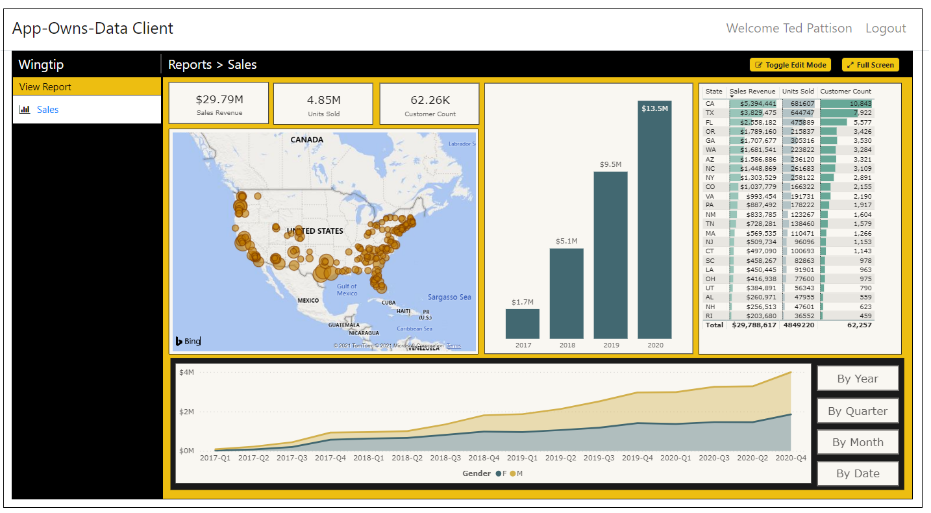 App-Owns-Data Client
Welcome Ted Pattison Logout
Wingtip
Reports > Sales
Toggle Edit Mode
Full Screen
View Report
Sales
$29.79M
Sales Revenue
4.85M
Units Sold
62.26K
Customer Count
CANADA
Labrador S
UNITED STATES
MEXICO
Gulf of
Mexico
CUBA
HAITI
PR
(U.S.)
Sargasso Sea
GUATEMALA
NICARAGUA
Caribbean Sea
VENEZUELA
Bing
$1.7M
$5.1M
$9.5M
$13.5M
2017 2018 2019 2020
State Sales Revenue Units Sold Customer Count
CA $5,394,441 681607 10,843
TX $3,829,475 644747 7,922
FL $2,558,182 475889 5,577
OR $1,789,160 215837 3,426
GA $1,707,677 305316 3,530
WA $1,681,541 223822 3,284
AZ $1,586,886 236120 3,321
NC $1,448,869 261683 3,109
NY $1,303,529 258122 2,891
CO $1,037,779 166322 2,155
VA $993,454 191731 2,190
PA $887,492 178222 1,917
NM $833,785 123267 1,604
TN $728,281 138460 1,579
MA $569,535 110471 1,266
NJ $509,734 96096 1,153
CT $497,090 100693 1,143
SC $458,267 82863 978
LA $450,445 91901 963
OH $416,938 77600 975
UT $384,891 56343 790
AL $260,971 47955 559
NH $256,513 47601 623
RI $203,680 36552 459
Total $29,788,617 4849220 62,257
$4M
$2M
$0M
2017-Q1 2017-Q2 2017-Q3 2017-Q4 2018-Q1 2018-Q2 2018-Q3 2018-Q4 2019-Q1 2019-Q2 2019-Q3 2019-Q4 2020-Q1 2020-Q3 2020-Q2 2020-Q4
Gender F M
By Year
By Quarter
By Month
By Date